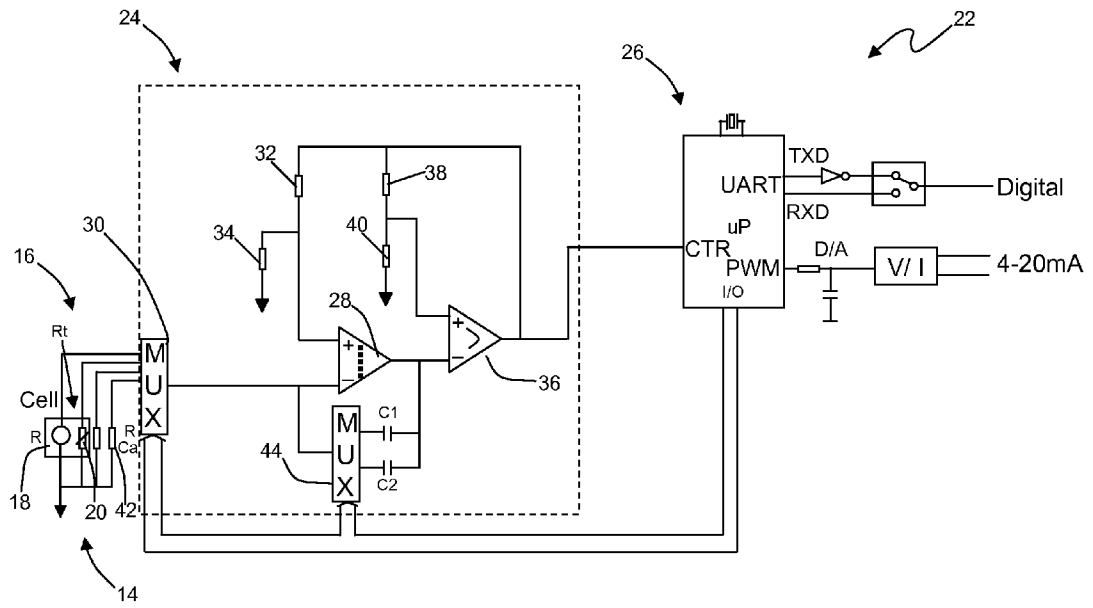 24
22
26
32
38
TXD
UART
Digital
34
40
RXD
30
uP
16
CTR
D/A
PWM
V/ I
4-20mA
28
I/O
+
+
Rt
M
U
X
−
−
36
Cell
M
U
X
C1
R
R
Ca
44
C2
18
20
42
14